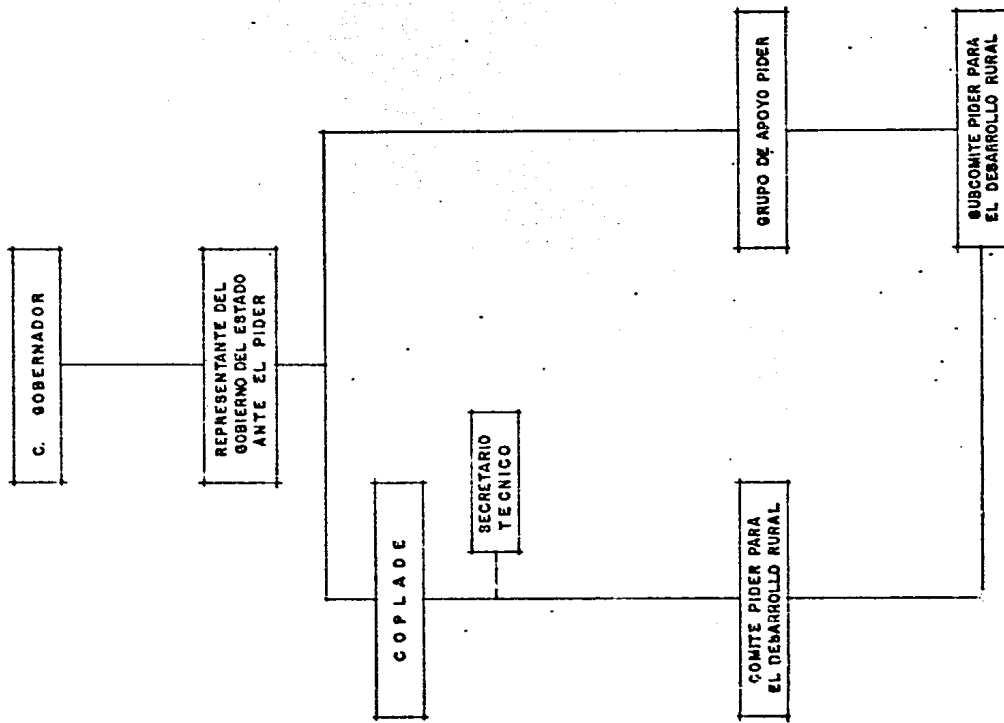 C. GOBERNADOR
REPRESENTANTE DEL
GOBIERNO DEL ESTADO
ANTE EL PIDER
COPLADE
SECRETARIO
TECNICO
COMITE PIDER PARA
EL DESARROLLO RURAL
GRUPO DE APOYO PIDER
SUBCOMITE PIDER PARA
EL DESARROLLO RURAL